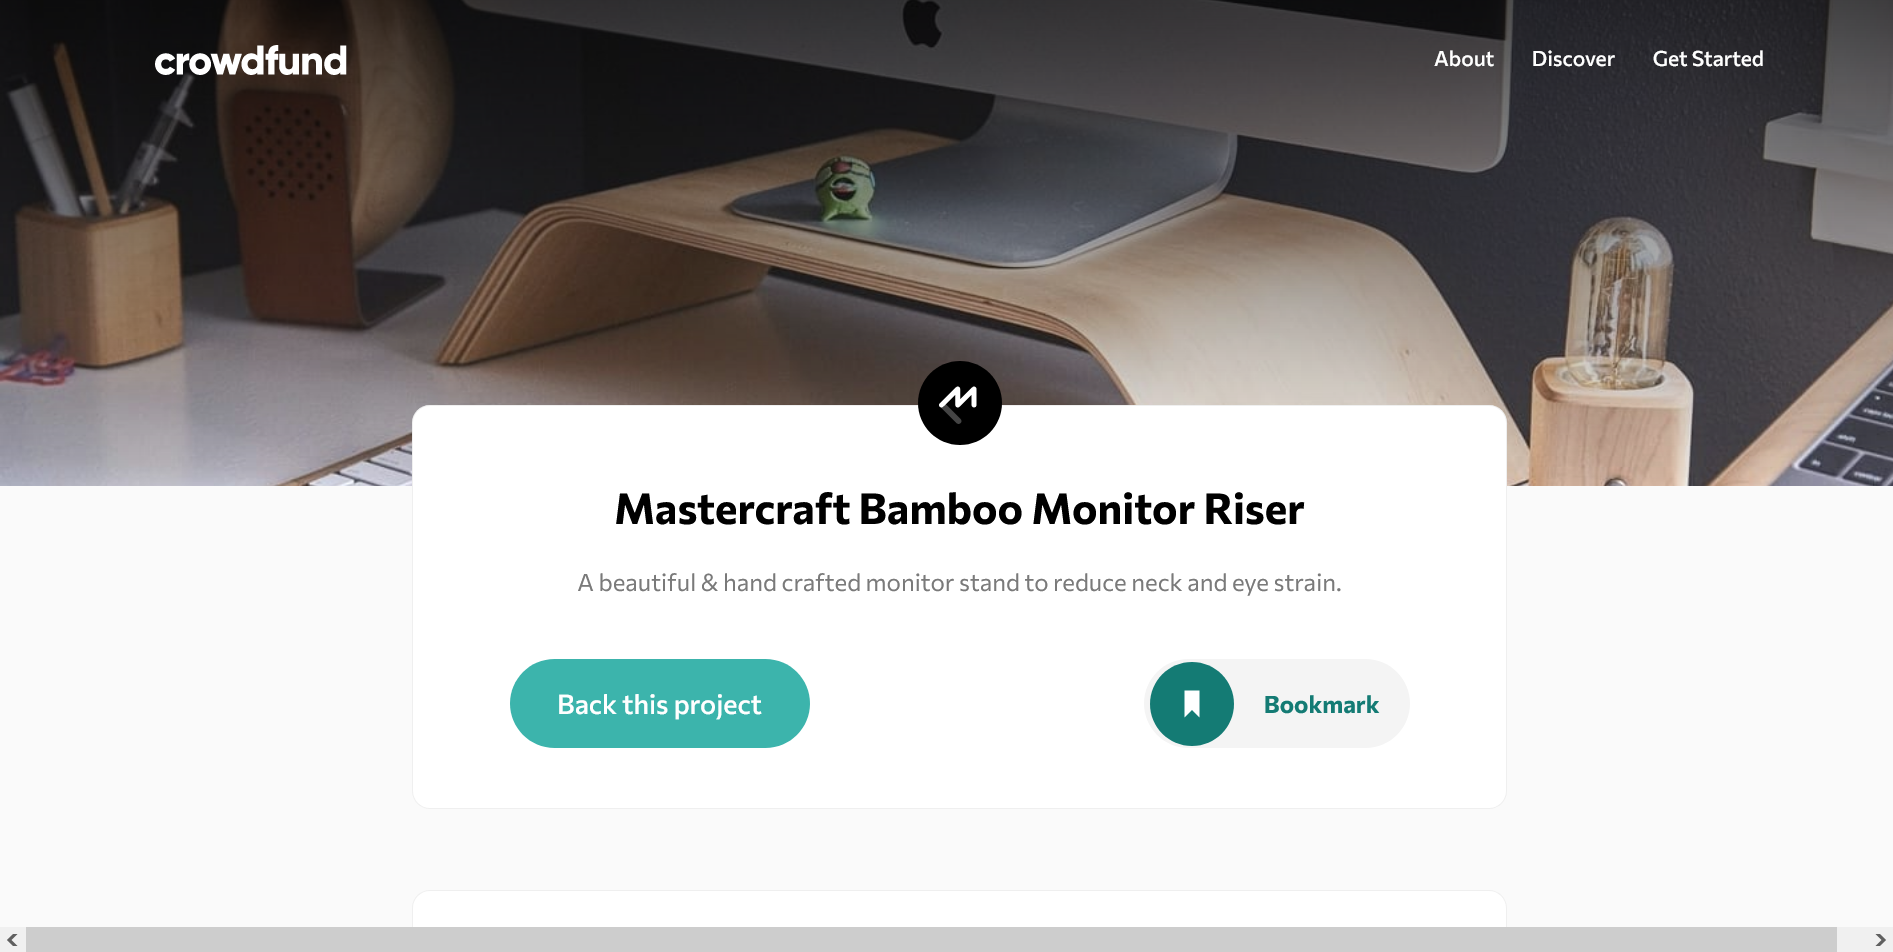 crowdfund
About
Discover
Get Started
Mastercraft Bamboo Monitor Riser
A beautiful & hand crafted monitor stand to reduce neck and eye strain.
Back this project
Bookmark